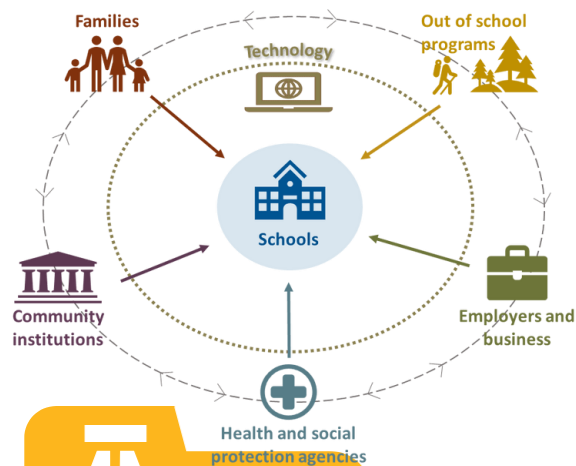 Families
Out of school
programs
Technology
Schools
Community
institutions
Employers and
business
Health and social
protection agencies